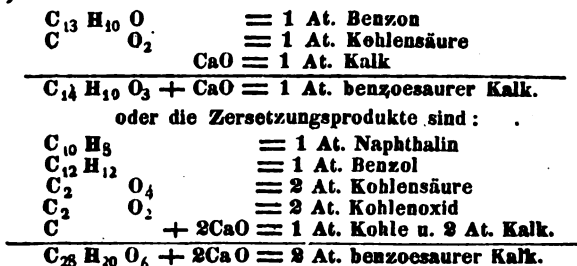 C₁₃ H₁₀ O = 1 At. Benzon
C O₂ = 1 At. Kohlensäure
CaO = 1 At. Kalk
C₁₄ H₁₀ O₃ + CaO = 1 At. benzoesaurer Kalk.
oder die Zersetzungsprodukte sind:
C₁₀ H₈ = 1 At. Naphthalin
C₁₂ H₁₂ = 1 At. Benzol
C₂ O₄ = 2 At. Kohlensäure
C₂ O₂ = 2 At. Kohlenoxid
C + 2CaO = 1 At. Kohle u. 2 At. Kalk.
C₂₈ H₂₀ O₆ + 2CaO = 2 At. benzoesaurer Kalk.